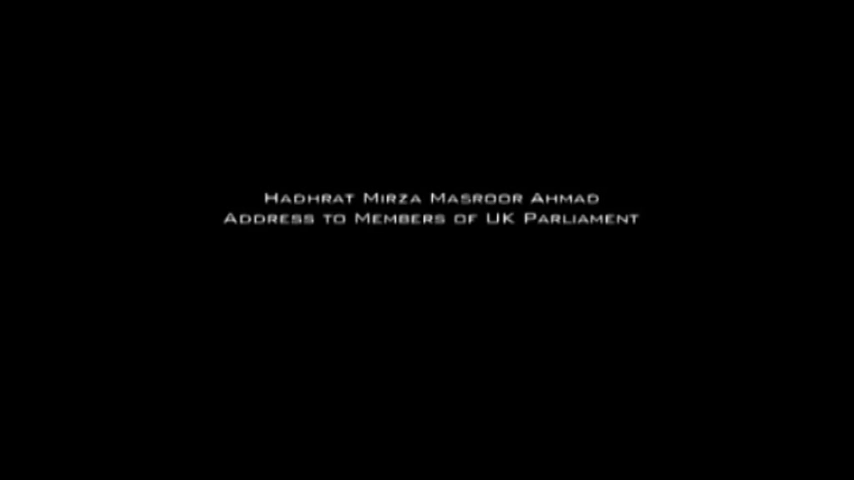 Hadhrat Mirza Masroor Ahmad
Address to Members of UK Parliament